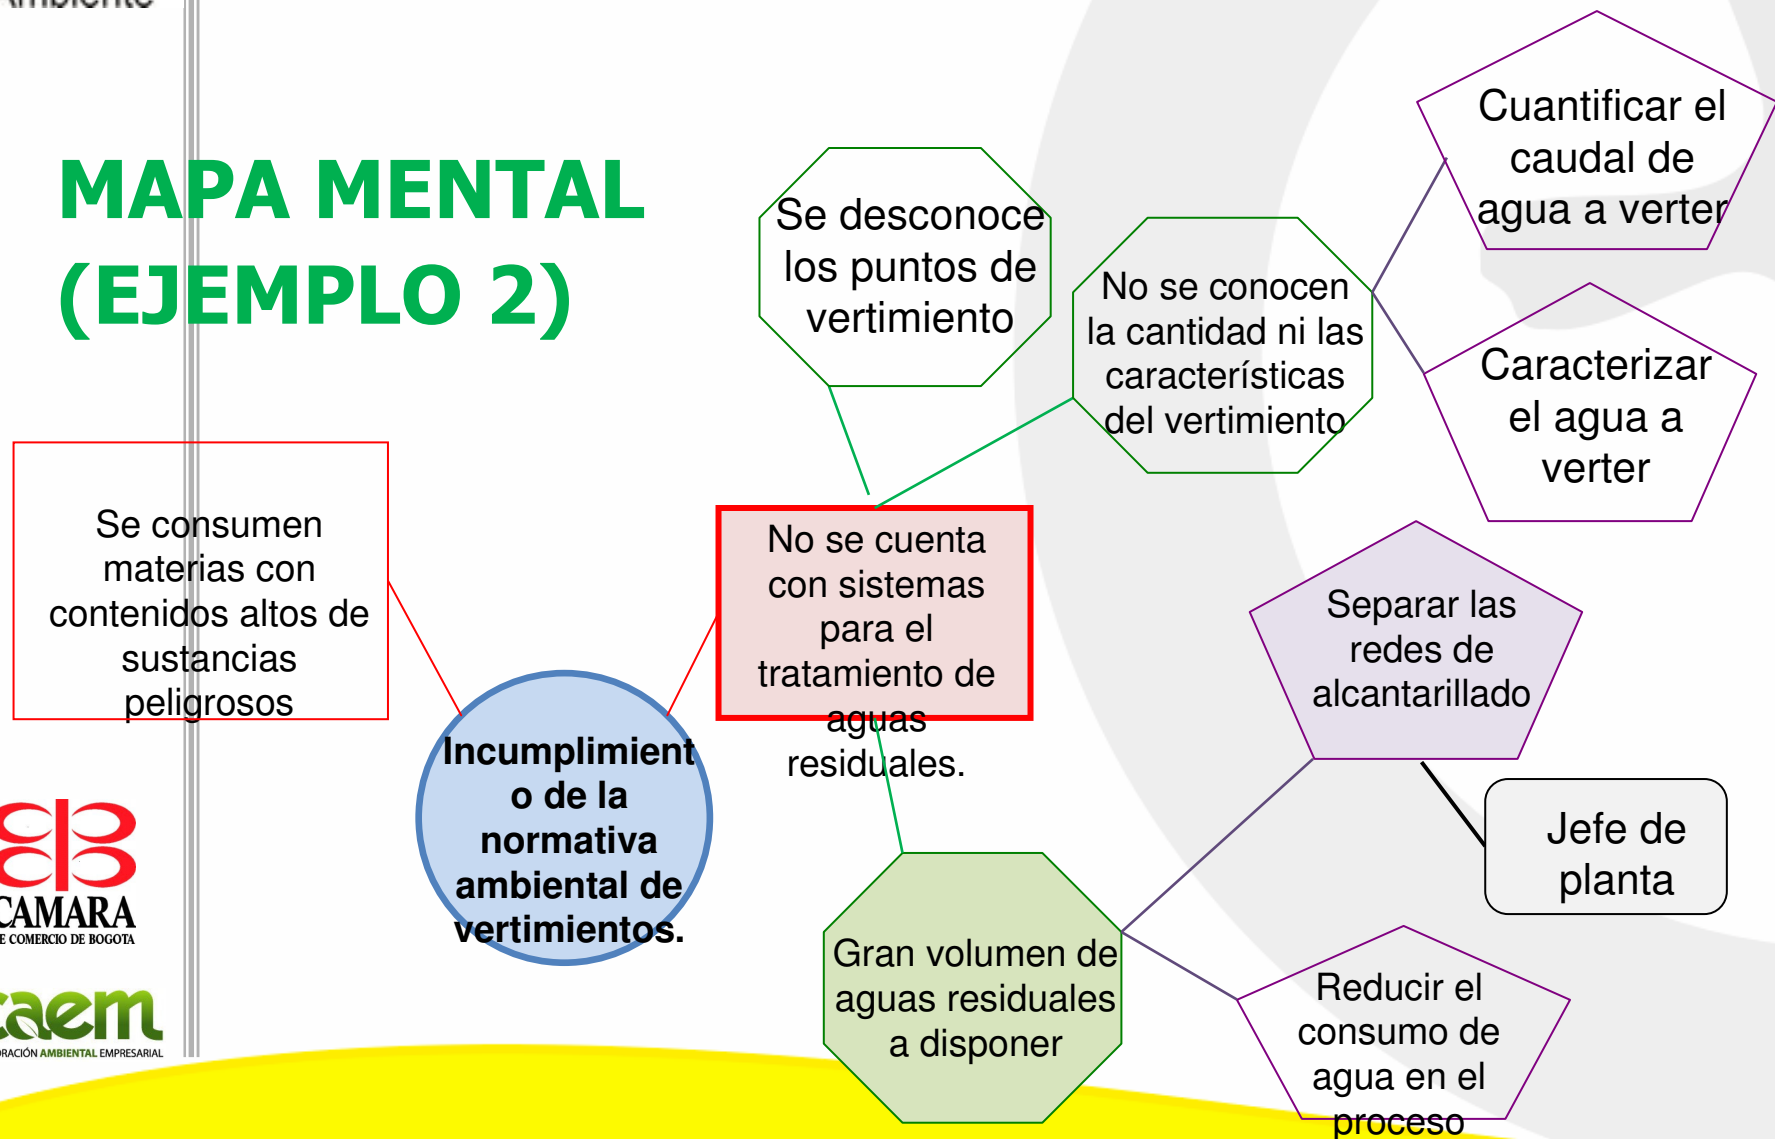 Ambiente
MAPA MENTAL
(EJEMPLO 2)
Se desconoce
los puntos de
vertimiento
No se conocen
la cantidad ni las
características
del vertimiento
Cuantificar el
caudal de
agua a verter
Caracterizar
el agua a
verter
Se consumen
materias con
contenidos altos de
sustancias
peligrosos
Incumplimient
o de la
normativa
ambiental de
vertimientos.
No se cuenta
con sistemas
para el
tratamiento de
aguas
residuales.
Separar las
redes de
alcantarillado
Jefe de
planta
Gran volumen de
aguas residuales
a disponer
Reducir el
consumo de
agua en el
proceso
CAMARA
E COMERCIO DE BOGOTA
caem
ORACIÓN AMBIENTAL EMPRESARIAL